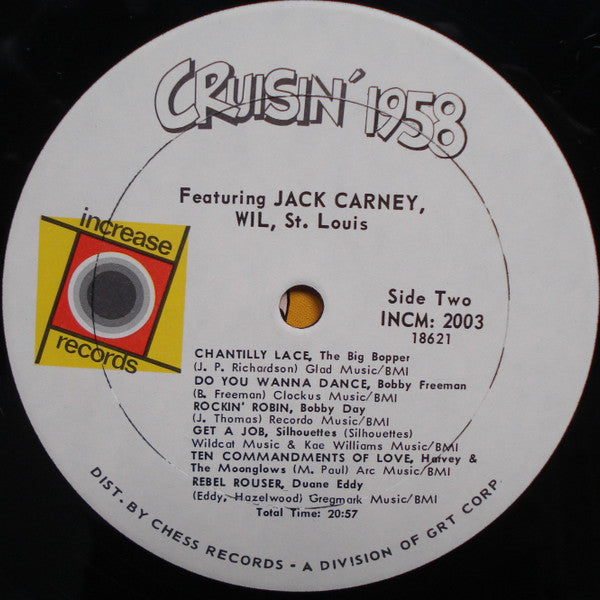 CRUISIN' 1958
Featuring JACK CARNEY,
WIL, St. Louis
increase
records
Side Two
INCM: 2003
18621
CHANTILLY LACE, The Big Bopper
(J. P. Richardson) Glad Music/BMI
DO YOU WANNA DANCE, Bobby Freeman
(B. Freeman) Clockus Music/BMI
ROCKIN' ROBIN, Bobby Day
(J. Thomas) Recordo Music/BMI
GET A JOB, Silhouettes (Silhouettes)
Wildcat Music & Kae Williams Music/BMI
TEN COMMANDMENTS OF LOVE, Harvey &
The Moonglows (M. Paul) Arc Music/BMI
REBEL ROUSER, Duane Eddy
(Eddy, Hazelwood) Gregmark Music/BMI
Total Time: 20:57
DIST. BY CHESS RECORDS - A DIVISION OF GRT CORP.